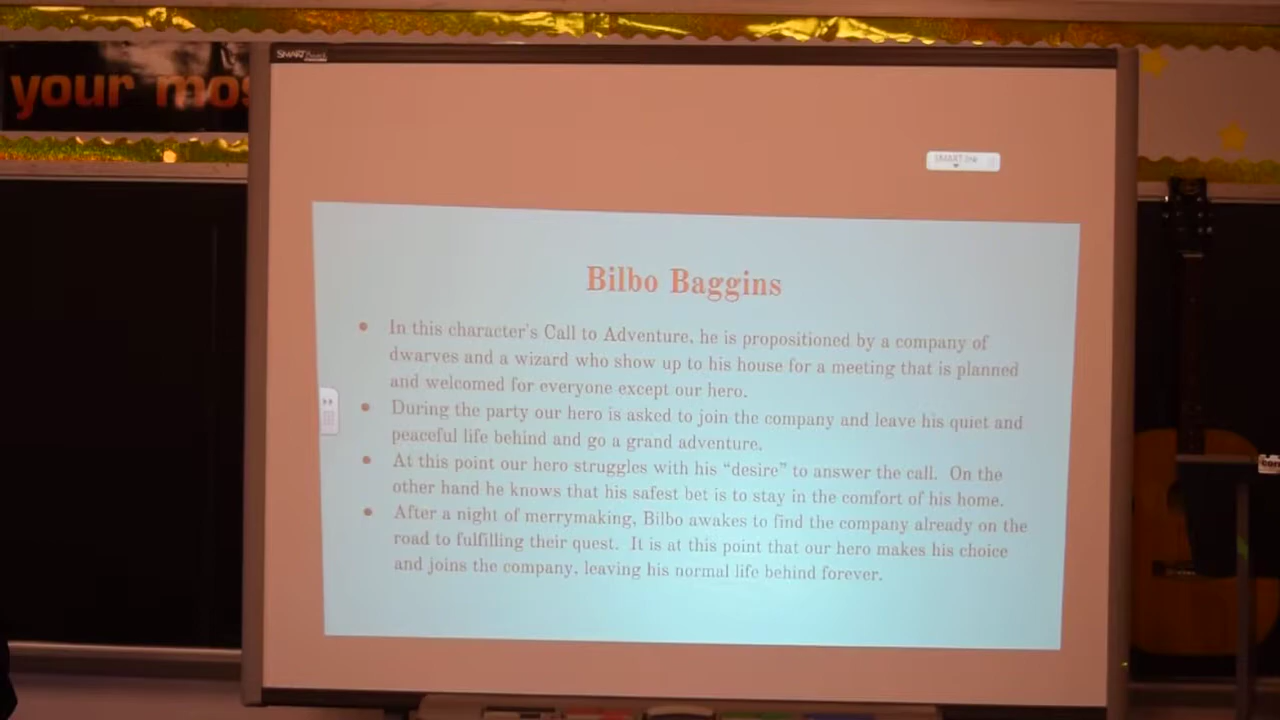 SMART
your mos
SMART Ink
Bilbo Baggins
In this character's Call to Adventure, he is propositioned by a company of
dwarves and a wizard who show up to his house for a meeting that is planned
and welcomed for everyone except our hero.
During the party our hero is asked to join the company and leave his quiet and
peaceful life behind and go a grand adventure.
At this point our hero struggles with his “desire” to answer the call. On the
other hand he knows that his safest bet is to stay in the comfort of his home.
After a night of merrymaking, Bilbo awakes to find the company already on the
road to fulfilling their quest. It is at this point that our hero makes his choice
and joins the company, leaving his normal life behind forever.